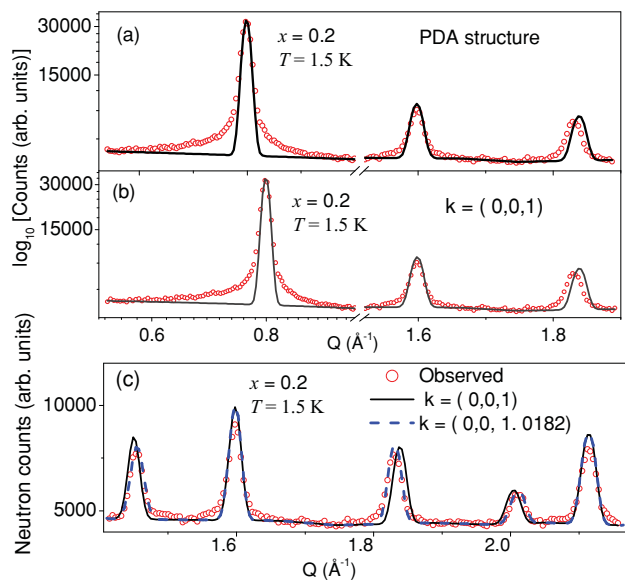 (a)
x = 0.2
T = 1.5 K
PDA structure
30000
15000
(b)
x = 0.2
T = 1.5 K
k = ( 0,0,1)
30000
15000
log10 [Counts (arb. units)]
0.6
0.8
1.6
1.8
Q (Å-1)
(c)
x = 0.2
T = 1.5 K
Observed
k = ( 0,0,1)
k = ( 0,0, 1. 0182)
10000
5000
Neutron counts (arb. units)
1.6
1.8
2.0
Q (Å-1)